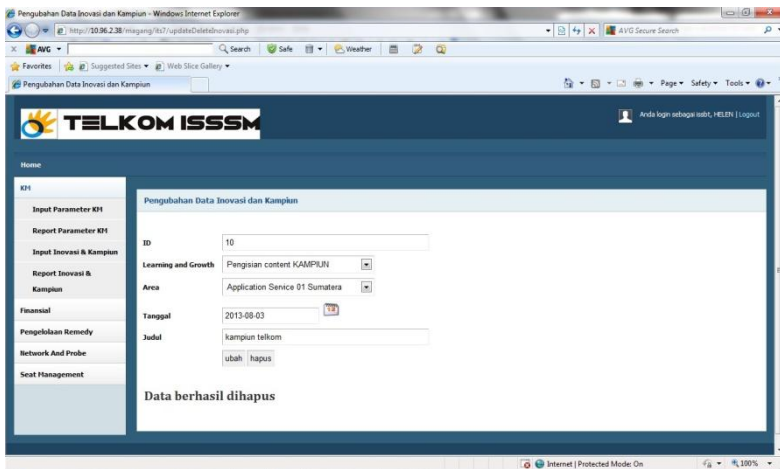 Pengubahan Data Inovasi dan Kampiun - Windows Internet Explorer
http://10.96.2.38/magang/its7/updateDeleteInovasi.php
AVG Secure Search
AVG
Search
Safe
Weather
Favorites
Suggested Sites
Web Slice Gallery
Pengubahan Data Inovasi dan Kampiun
Page
Safety
Tools
TELKOM ISSSM
Anda login sebagai issbt, HELEN | Logout
Home
KM
Input Parameter KM
Report Parameter KM
Input Inovasi & Kampiun
Report Inovasi &
Kampiun
Finansial
Pengelolaan Remedy
Network And Probe
Seat Management
Pengubahan Data Inovasi dan Kampiun
ID 10
Learning and Growth Pengisian content KAMPIUN
Area Application Service 01 Sumatera
Tanggal 2013-08-03
Judul kampiun telkom
ubah hapus
Data berhasil dihapus
Internet | Protected Mode: On
100%